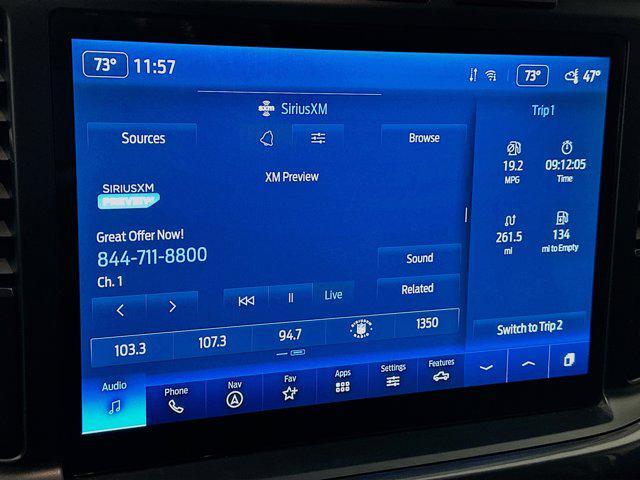 73° 11:57 73° 47°
sxm SiriusXM
Sources
Browse
XM Preview
SIRIUSXM
PREVIEW
Great Offer Now!
844-711-8800
Ch. 1
Sound
Related
Live
103.3 107.3 94.7 1350
Audio Phone Nav Fav Apps Settings Features
Trip 1
19.2 09:12:05
MPG Time
261.5 134
mi mi to Empty
Switch to Trip 2